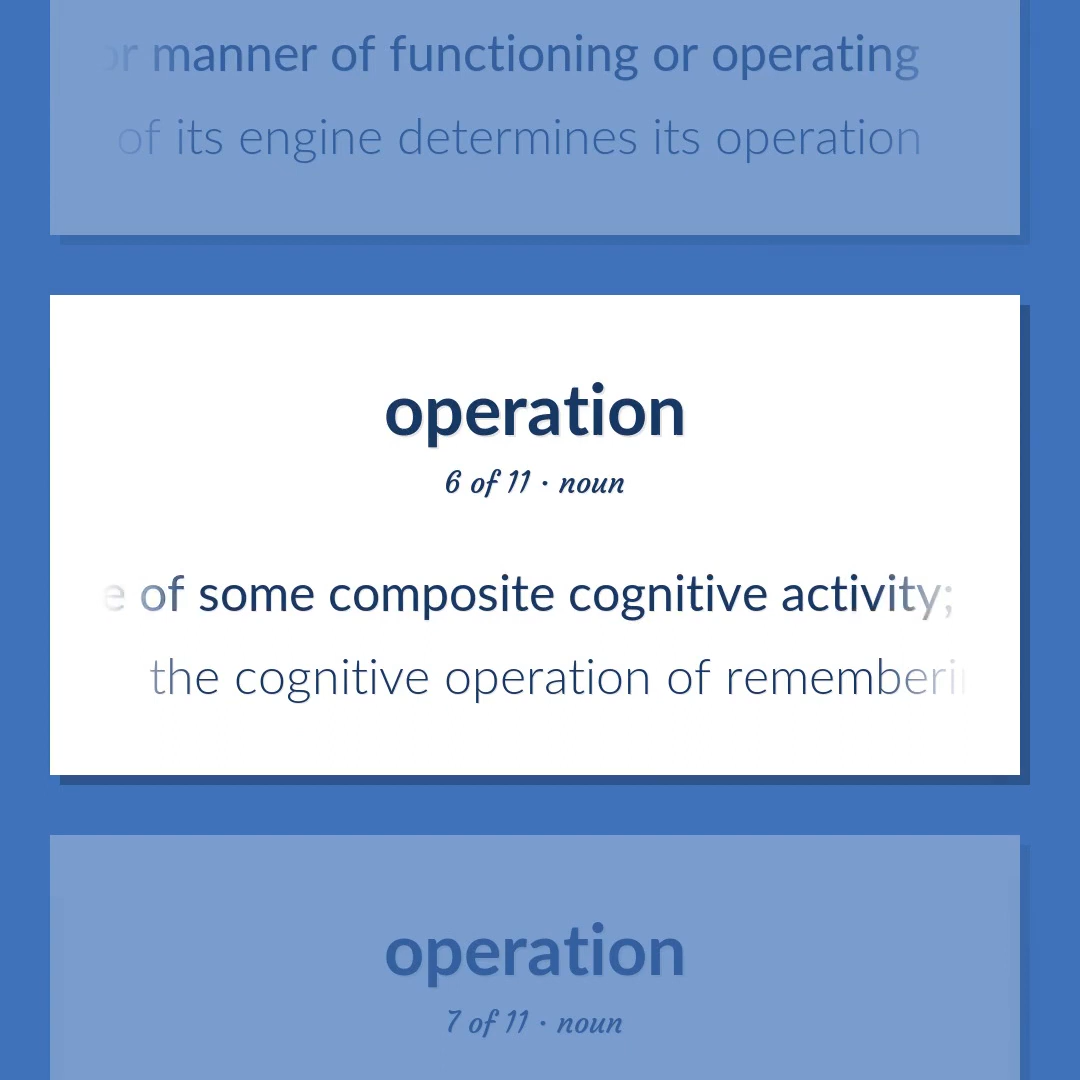 or manner of functioning or operating
of its engine determines its operation
operation
6 of 11 · noun
of some composite cognitive activity;
the cognitive operation of
operation
7 of 11 · noun